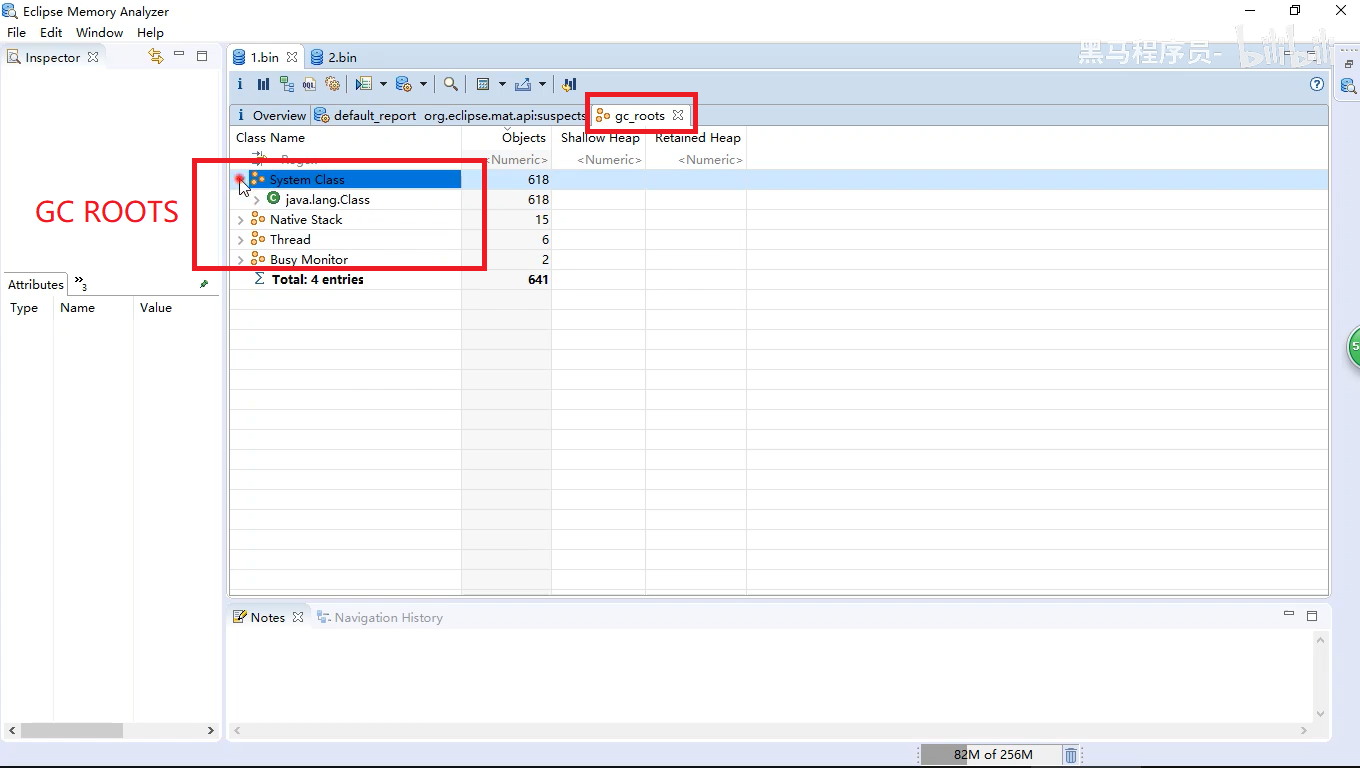 Eclipse Memory Analyzer
File Edit Window Help
Inspector
1.bin 2.bin
黑马程序员- bilibili
i OQL
i Overview default_report org.eclipse.mat.api:suspects gc_roots
Class Name Objects Shallow Heap Retained Heap
Regex <Numeric> <Numeric> <Numeric>
System Class 618
java.lang.Class 618
GC ROOTS
Native Stack 15
Thread 6
Busy Monitor 2
Σ Total: 4 entries 641
Attributes »3
Type Name Value
5
Notes Navigation History
82M of 256M